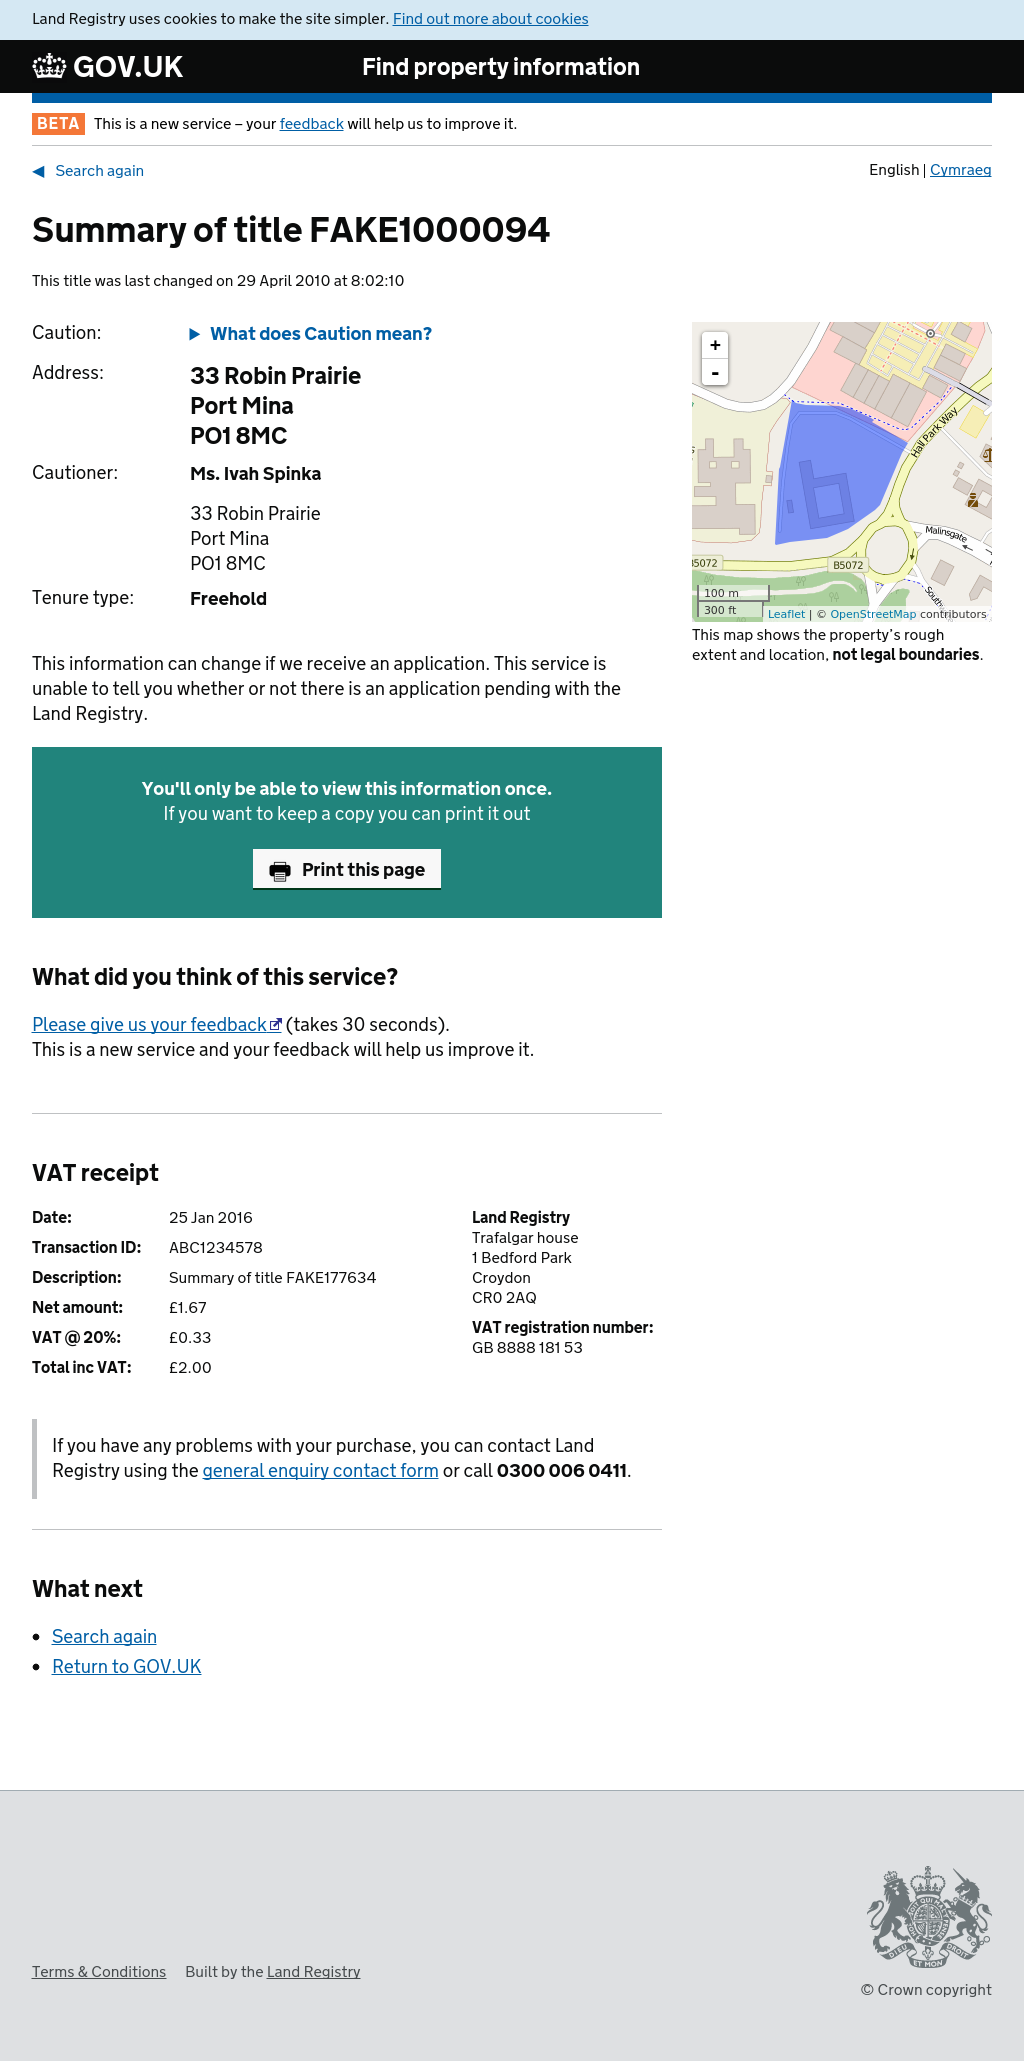 Land Registry uses cookies to make the site simpler. Find out more about cookies
GOV.UK
Find property information
BETA This is a new service – your feedback will help us to improve it.
Search again
English | Cymraeg
Summary of title FAKE1000094
This title was last changed on 29 April 2010 at 8:02:10
Caution:
What does Caution mean?
Address:
33 Robin Prairie
Port Mina
PO1 8MC
Cautioner:
Ms. Ivah Spinka
33 Robin Prairie
Port Mina
PO1 8MC
Tenure type:
Freehold
+
-
Hall Park Way
Malinsgate
B5072
B5072
100 m
300 ft
Leaflet | © OpenStreetMap contributors
This map shows the property's rough
extent and location, not legal boundaries.
This information can change if we receive an application. This service is
unable to tell you whether or not there is an application pending with the
Land Registry.
You'll only be able to view this information once.
If you want to keep a copy you can print it out
Print this page
What did you think of this service?
Please give us your feedback (takes 30 seconds).
This is a new service and your feedback will help us improve it.
VAT receipt
Date: 25 Jan 2016
Transaction ID: ABC1234578
Description: Summary of title FAKE177634
Net amount: £1.67
VAT @ 20%: £0.33
Total inc VAT: £2.00
Land Registry
Trafalgar house
1 Bedford Park
Croydon
CR0 2AQ
VAT registration number:
GB 8888 181 53
If you have any problems with your purchase, you can contact Land
Registry using the general enquiry contact form or call 0300 006 0411.
What next
Search again
Return to GOV.UK
Terms & Conditions Built by the Land Registry
DIEU ET MON DROIT
© Crown copyright